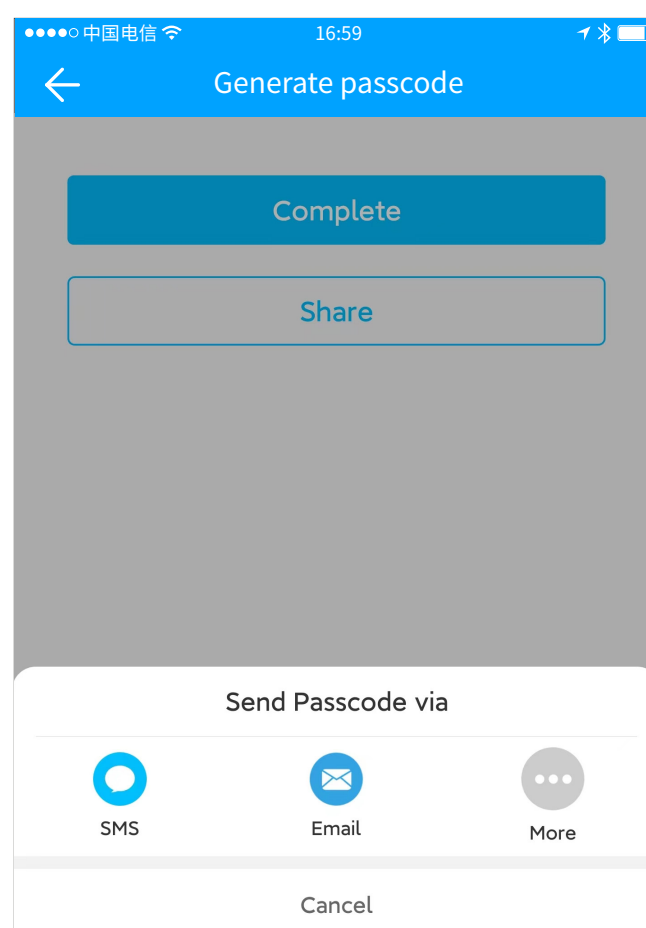 中国电信 16:59
Generate passcode
Complete
Share
Send Passcode via
SMS Email More
Cancel